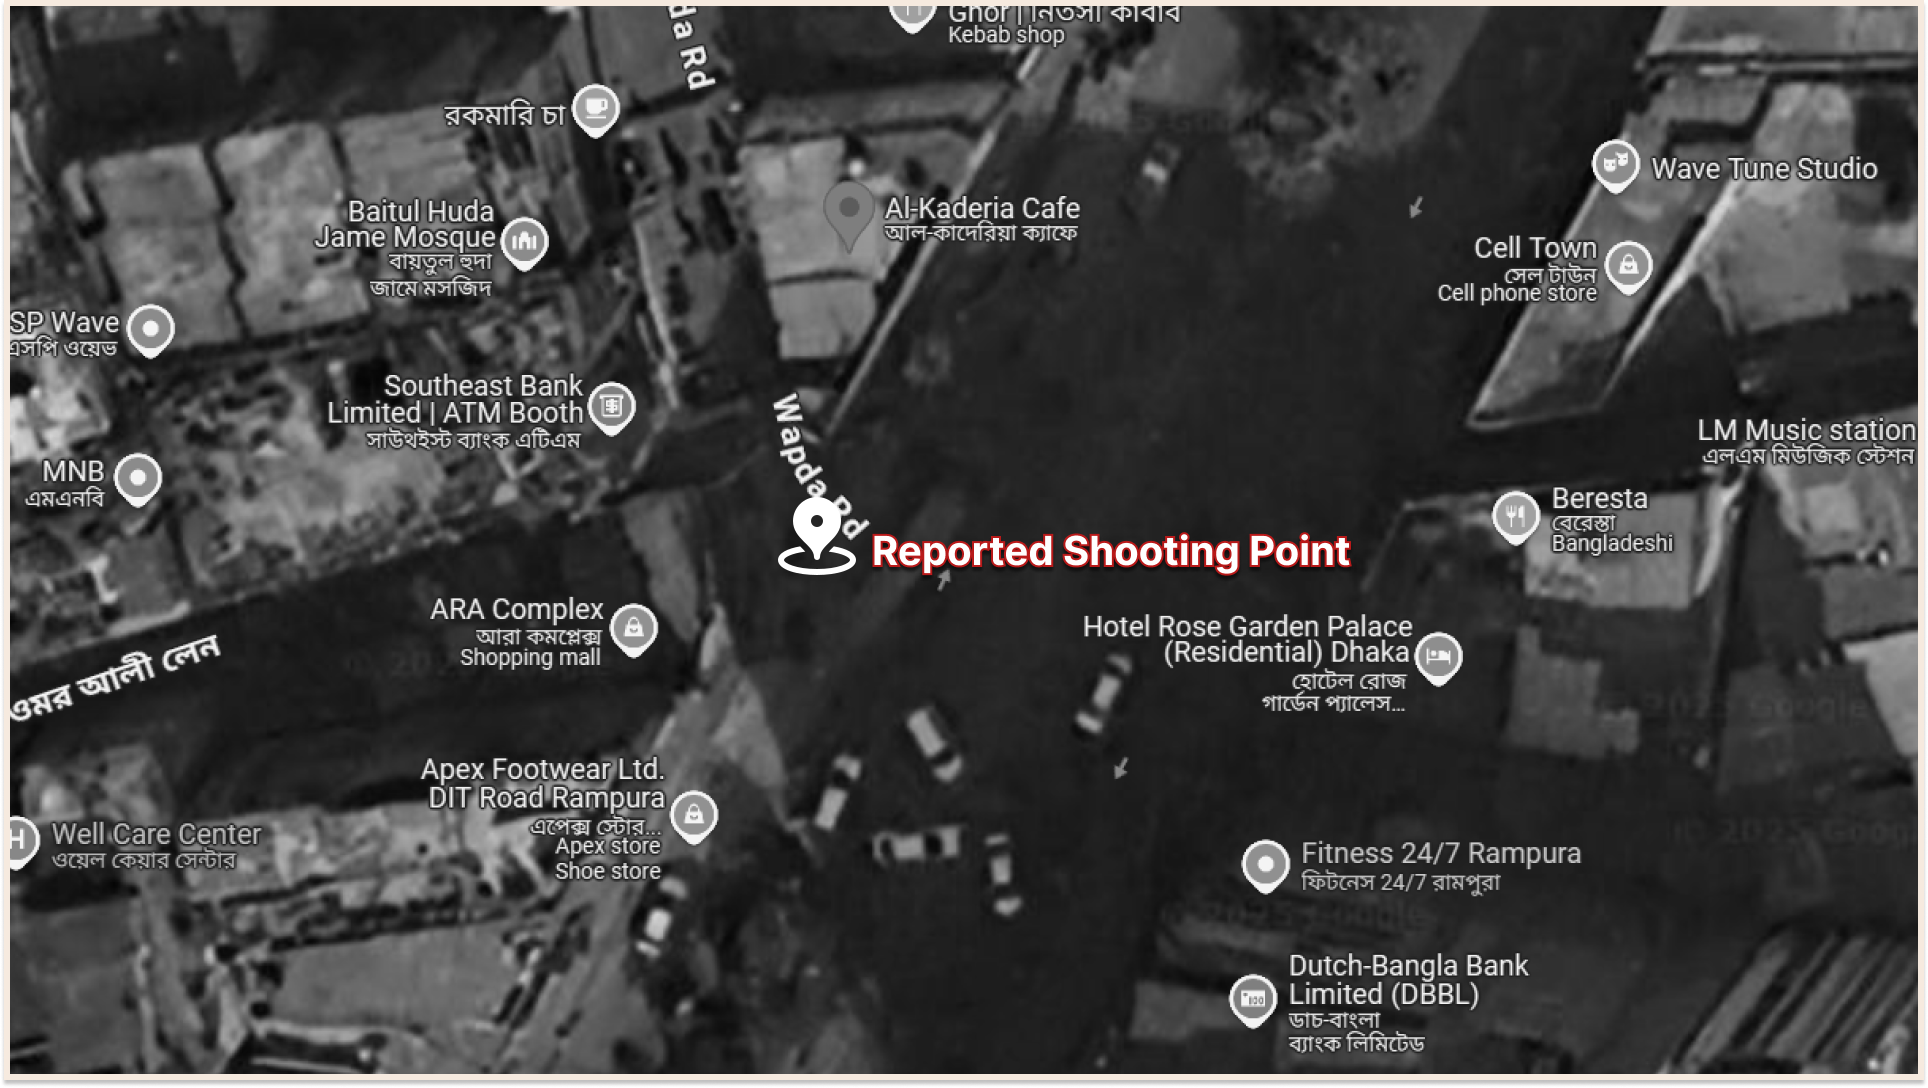 Ghor | নিতসা কাবাব
Kebab shop
da Rd
রকমারি চা
Wave Tune Studio
Baitul Huda
Jame Mosque
বায়তুল হুদা
জামে মসজিদ
Al-Kaderia Cafe
আল-কাদেরিয়া ক্যাফে
Cell Town
সেল টাউন
Cell phone store
SP Wave
এসপি ওয়েভ
Southeast Bank
Limited | ATM Booth
সাউথইস্ট ব্যাংক এটিএম
Wapda Rd
LM Music station
এলএম মিউজিক স্টেশন
MNB
এমএনবি
Beresta
বেরেস্তা
Bangladeshi
Reported Shooting Point
ARA Complex
আরা কমপ্লেক্স
Shopping mall
Hotel Rose Garden Palace
(Residential) Dhaka
হোটেল রোজ
গার্ডেন প্যালেস...
ওমর আলী লেন
Apex Footwear Ltd.
DIT Road Rampura
এপেক্স স্টোর...
Apex store
Shoe store
Well Care Center
ওয়েল কেয়ার সেন্টার
Fitness 24/7 Rampura
ফিটনেস 24/7 রামপুরা
Dutch-Bangla Bank
Limited (DBBL)
ডাচ-বাংলা
ব্যাংক লিমিটেড